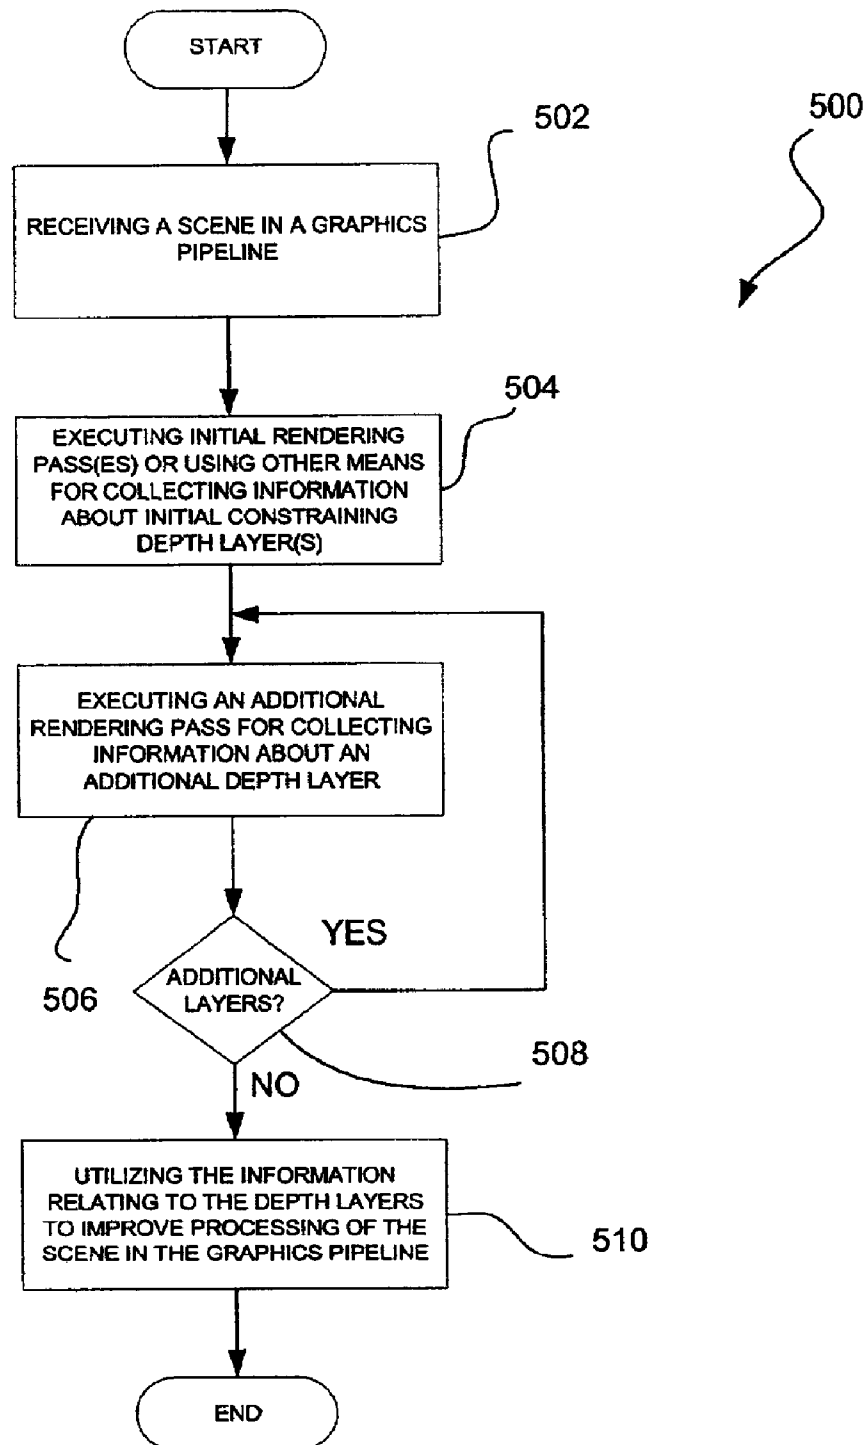 START
502
500
RECEIVING A SCENE IN A GRAPHICS
PIPELINE
504
EXECUTING INITIAL RENDERING
PASS(ES) OR USING OTHER MEANS
FOR COLLECTING INFORMATION
ABOUT INITIAL CONSTRAINING
DEPTH LAYER(S)
EXECUTING AN ADDITIONAL
RENDERING PASS FOR COLLECTING
INFORMATION ABOUT AN
ADDITIONAL DEPTH LAYER
YES
506
ADDITIONAL
LAYERS?
508
NO
UTILIZING THE INFORMATION
RELATING TO THE DEPTH LAYERS
TO IMPROVE PROCESSING OF THE
SCENE IN THE GRAPHICS PIPELINE
510
END